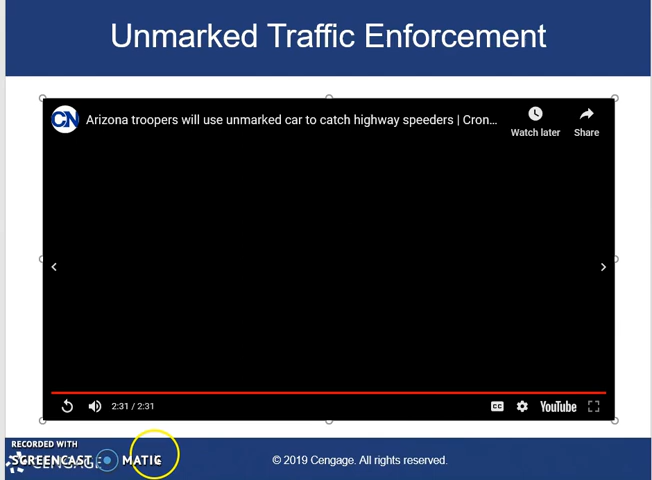 Unmarked Traffic Enforcement
CN
Arizona troopers will use unmarked car to catch highway speeders | Cron...
Watch later
Share
2:31 / 2:31
CC
YouTube
RECORDED WITH
SCREENCAST MATIC
CENGAGE
© 2019 Cengage. All rights reserved.